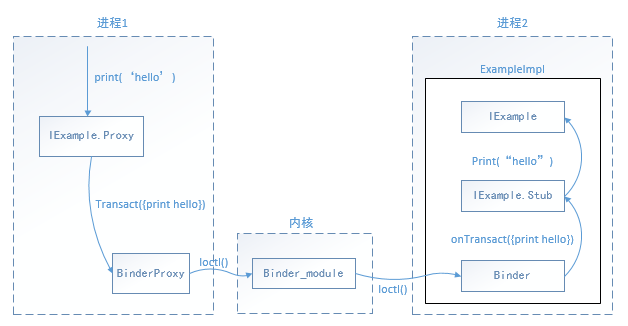 进程1
进程2
ExampleImpl
print(‘hello’)
IExample
IExample.Proxy
Print(“hello”)
IExample.Stub
Transact({print hello})
内核
onTransact({print hello})
BinderProxy
Ioctl()
Binder_module
Ioctl()
Binder